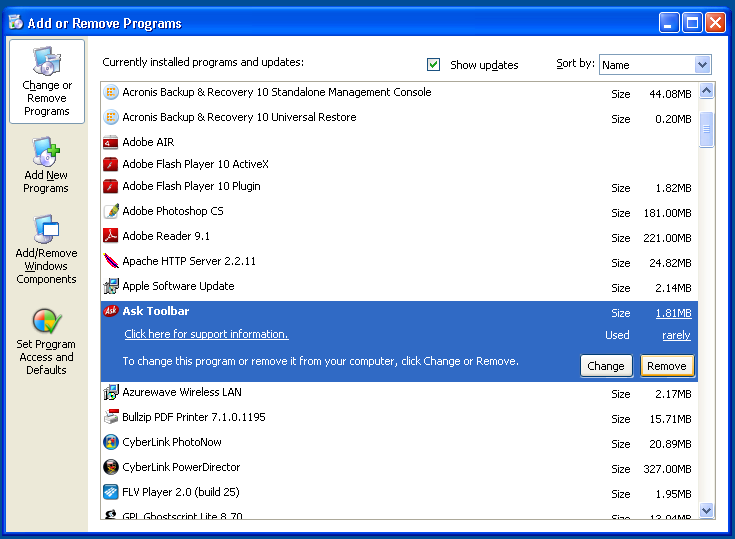 Add or Remove Programs
Change or
Remove
Programs
Add New
Programs
Add/Remove
Windows
Components
Set Program
Access and
Defaults
Currently installed programs and updates:
Show updates
Sort by: Name
Acronis Backup & Recovery 10 Standalone Management Console Size 44.08MB
Acronis Backup & Recovery 10 Universal Restore Size 0.20MB
Adobe AIR
Adobe Flash Player 10 ActiveX
Adobe Flash Player 10 Plugin Size 1.82MB
Adobe Photoshop CS Size 181.00MB
Adobe Reader 9.1 Size 221.00MB
Apache HTTP Server 2.2.11 Size 24.82MB
Apple Software Update Size 2.14MB
Ask Ask Toolbar Size 1.81MB
Click here for support information. Used rarely
To change this program or remove it from your computer, click Change or Remove. Change Remove
Azurewave Wireless LAN Size 2.17MB
Bullzip PDF Printer 7.1.0.1195 Size 15.71MB
CyberLink PhotoNow Size 20.89MB
CyberLink PowerDirector Size 327.00MB
FLV Player 2.0 (build 25) Size 1.95MB
GPL Ghostscript Lite 8.70 Size 13.04MB